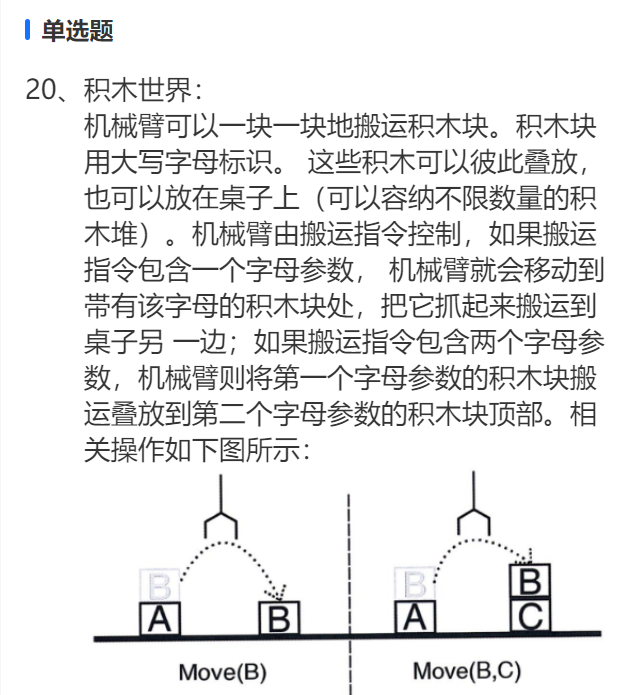 单选题
20、积木世界：
机械臂可以一块一块地搬运积木块。积木块
用大写字母标识。 这些积木可以彼此叠放，
也可以放在桌子上（可以容纳不限数量的积
木堆）。机械臂由搬运指令控制，如果搬运
指令包含一个字母参数， 机械臂就会移动到
带有该字母的积木块处，把它抓起来搬运到
桌子另 一边；如果搬运指令包含两个字母参
数，机械臂则将第一个字母参数的积木块搬
运叠放到第二个字母参数的积木块顶部。相
关操作如下图所示：
B B B
A B A C
Move(B) Move(B,C)